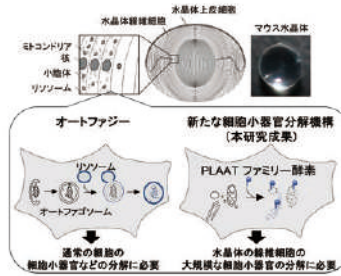 水晶体上皮細胞
水晶体線維細胞
マウス水晶体
ミトコンドリア
核
小胞体
リソソーム
オートファジー
リソソーム
オートファゴソーム
通常の細胞の
細胞小器官などの分解に必要
新たな細胞小器官分解機構
(本研究成果)
PLAAT ファミリー酵素
水晶体の線維細胞の
大規模な細胞小器官の分解に必要